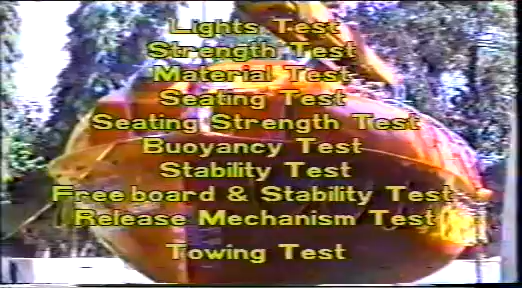 Lights Test
Strength Test
Material Test
Seating Test
Seating Strength Test
Buoyancy Test
Stability Test
Freeboard & Stability Test
Release Mechanism Test
Towing Test